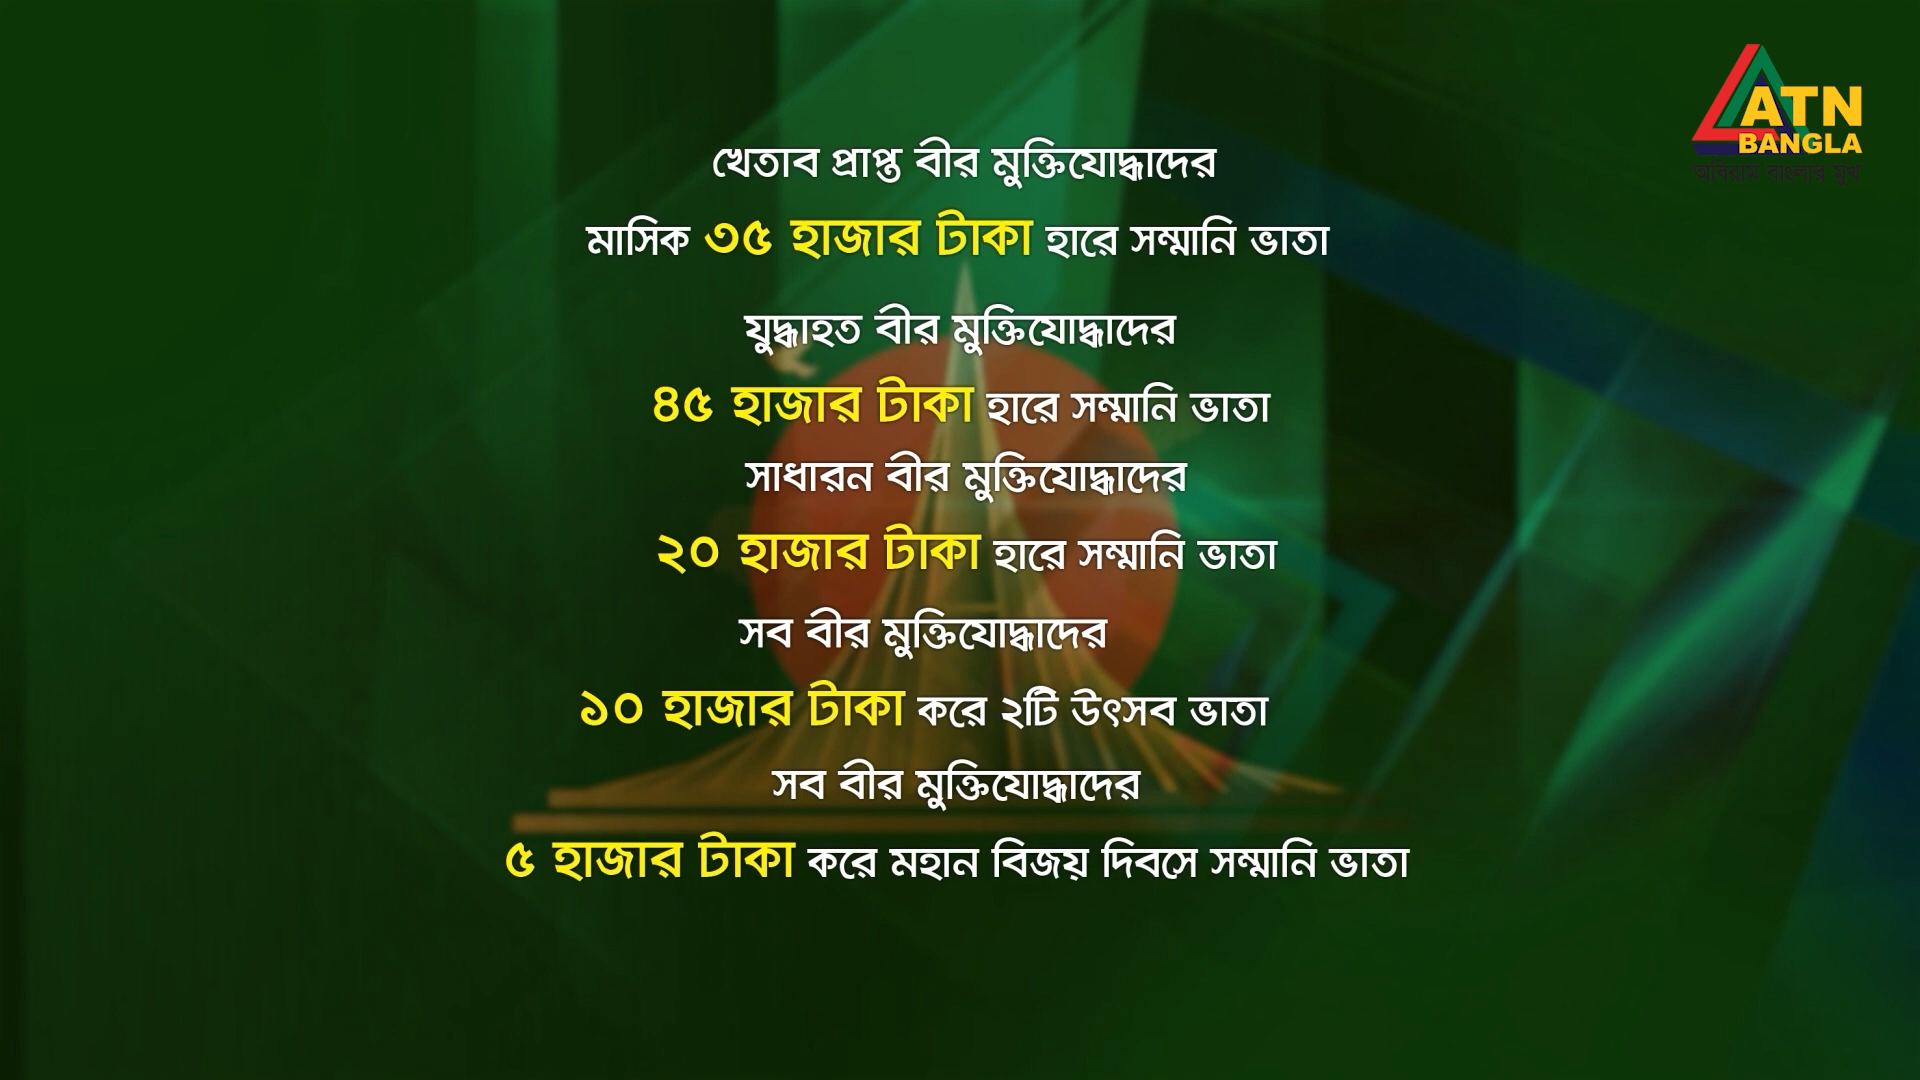 ATN
BANGLA
অবিরাম বাংলার মুখ
খেতাব প্রাপ্ত বীর মুক্তিযোদ্ধাদের
মাসিক ৩৫ হাজার টাকা হারে সম্মানি ভাতা
যুদ্ধাহত বীর মুক্তিযোদ্ধাদের
৪৫ হাজার টাকা হারে সম্মানি ভাতা
সাধারন বীর মুক্তিযোদ্ধাদের
২০ হাজার টাকা হারে সম্মানি ভাতা
সব বীর মুক্তিযোদ্ধাদের
১০ হাজার টাকা করে ২টি উৎসব ভাতা
সব বীর মুক্তিযোদ্ধাদের
৫ হাজার টাকা করে মহান বিজয় দিবসে সম্মানি ভাতা